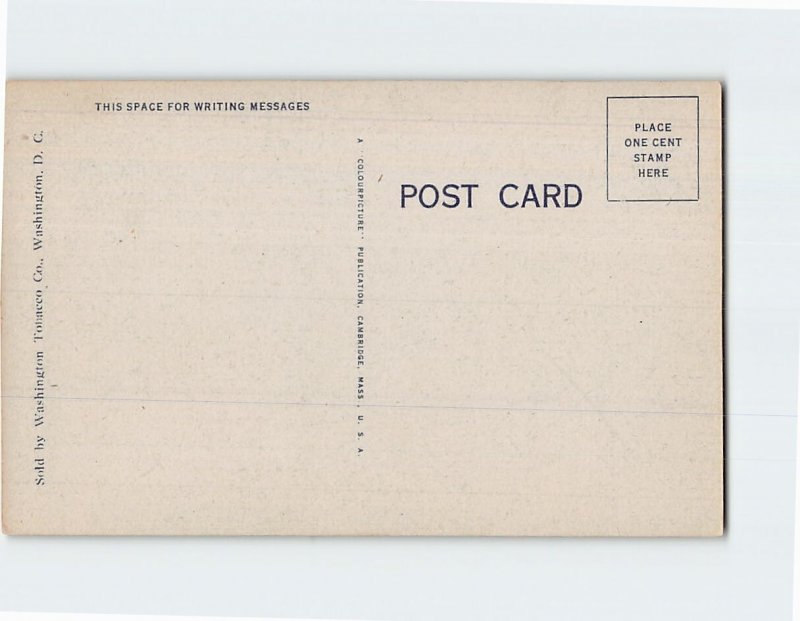 THIS SPACE FOR WRITING MESSAGES
Sold by Washington Tobacco Co., Washington, D. C.
A "COLOURPICTURE" PUBLICATION, CAMBRIDGE, MASS., U. S. A.
POST CARD
PLACE
ONE CENT
STAMP
HERE